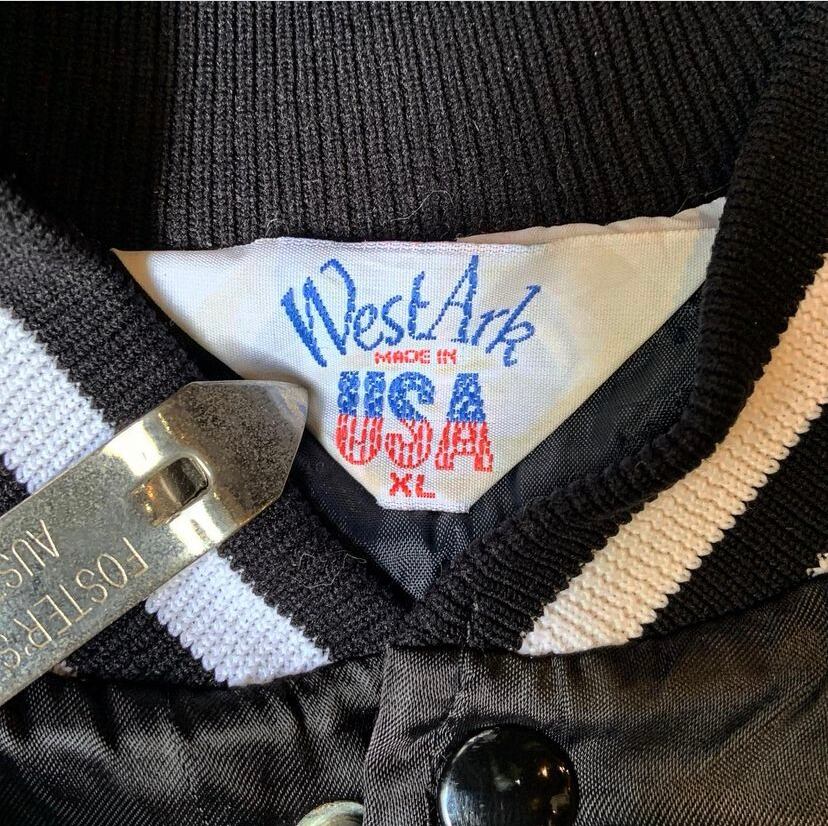 WestArk
MADE IN
USA
XL
FOSTER'S
AUS